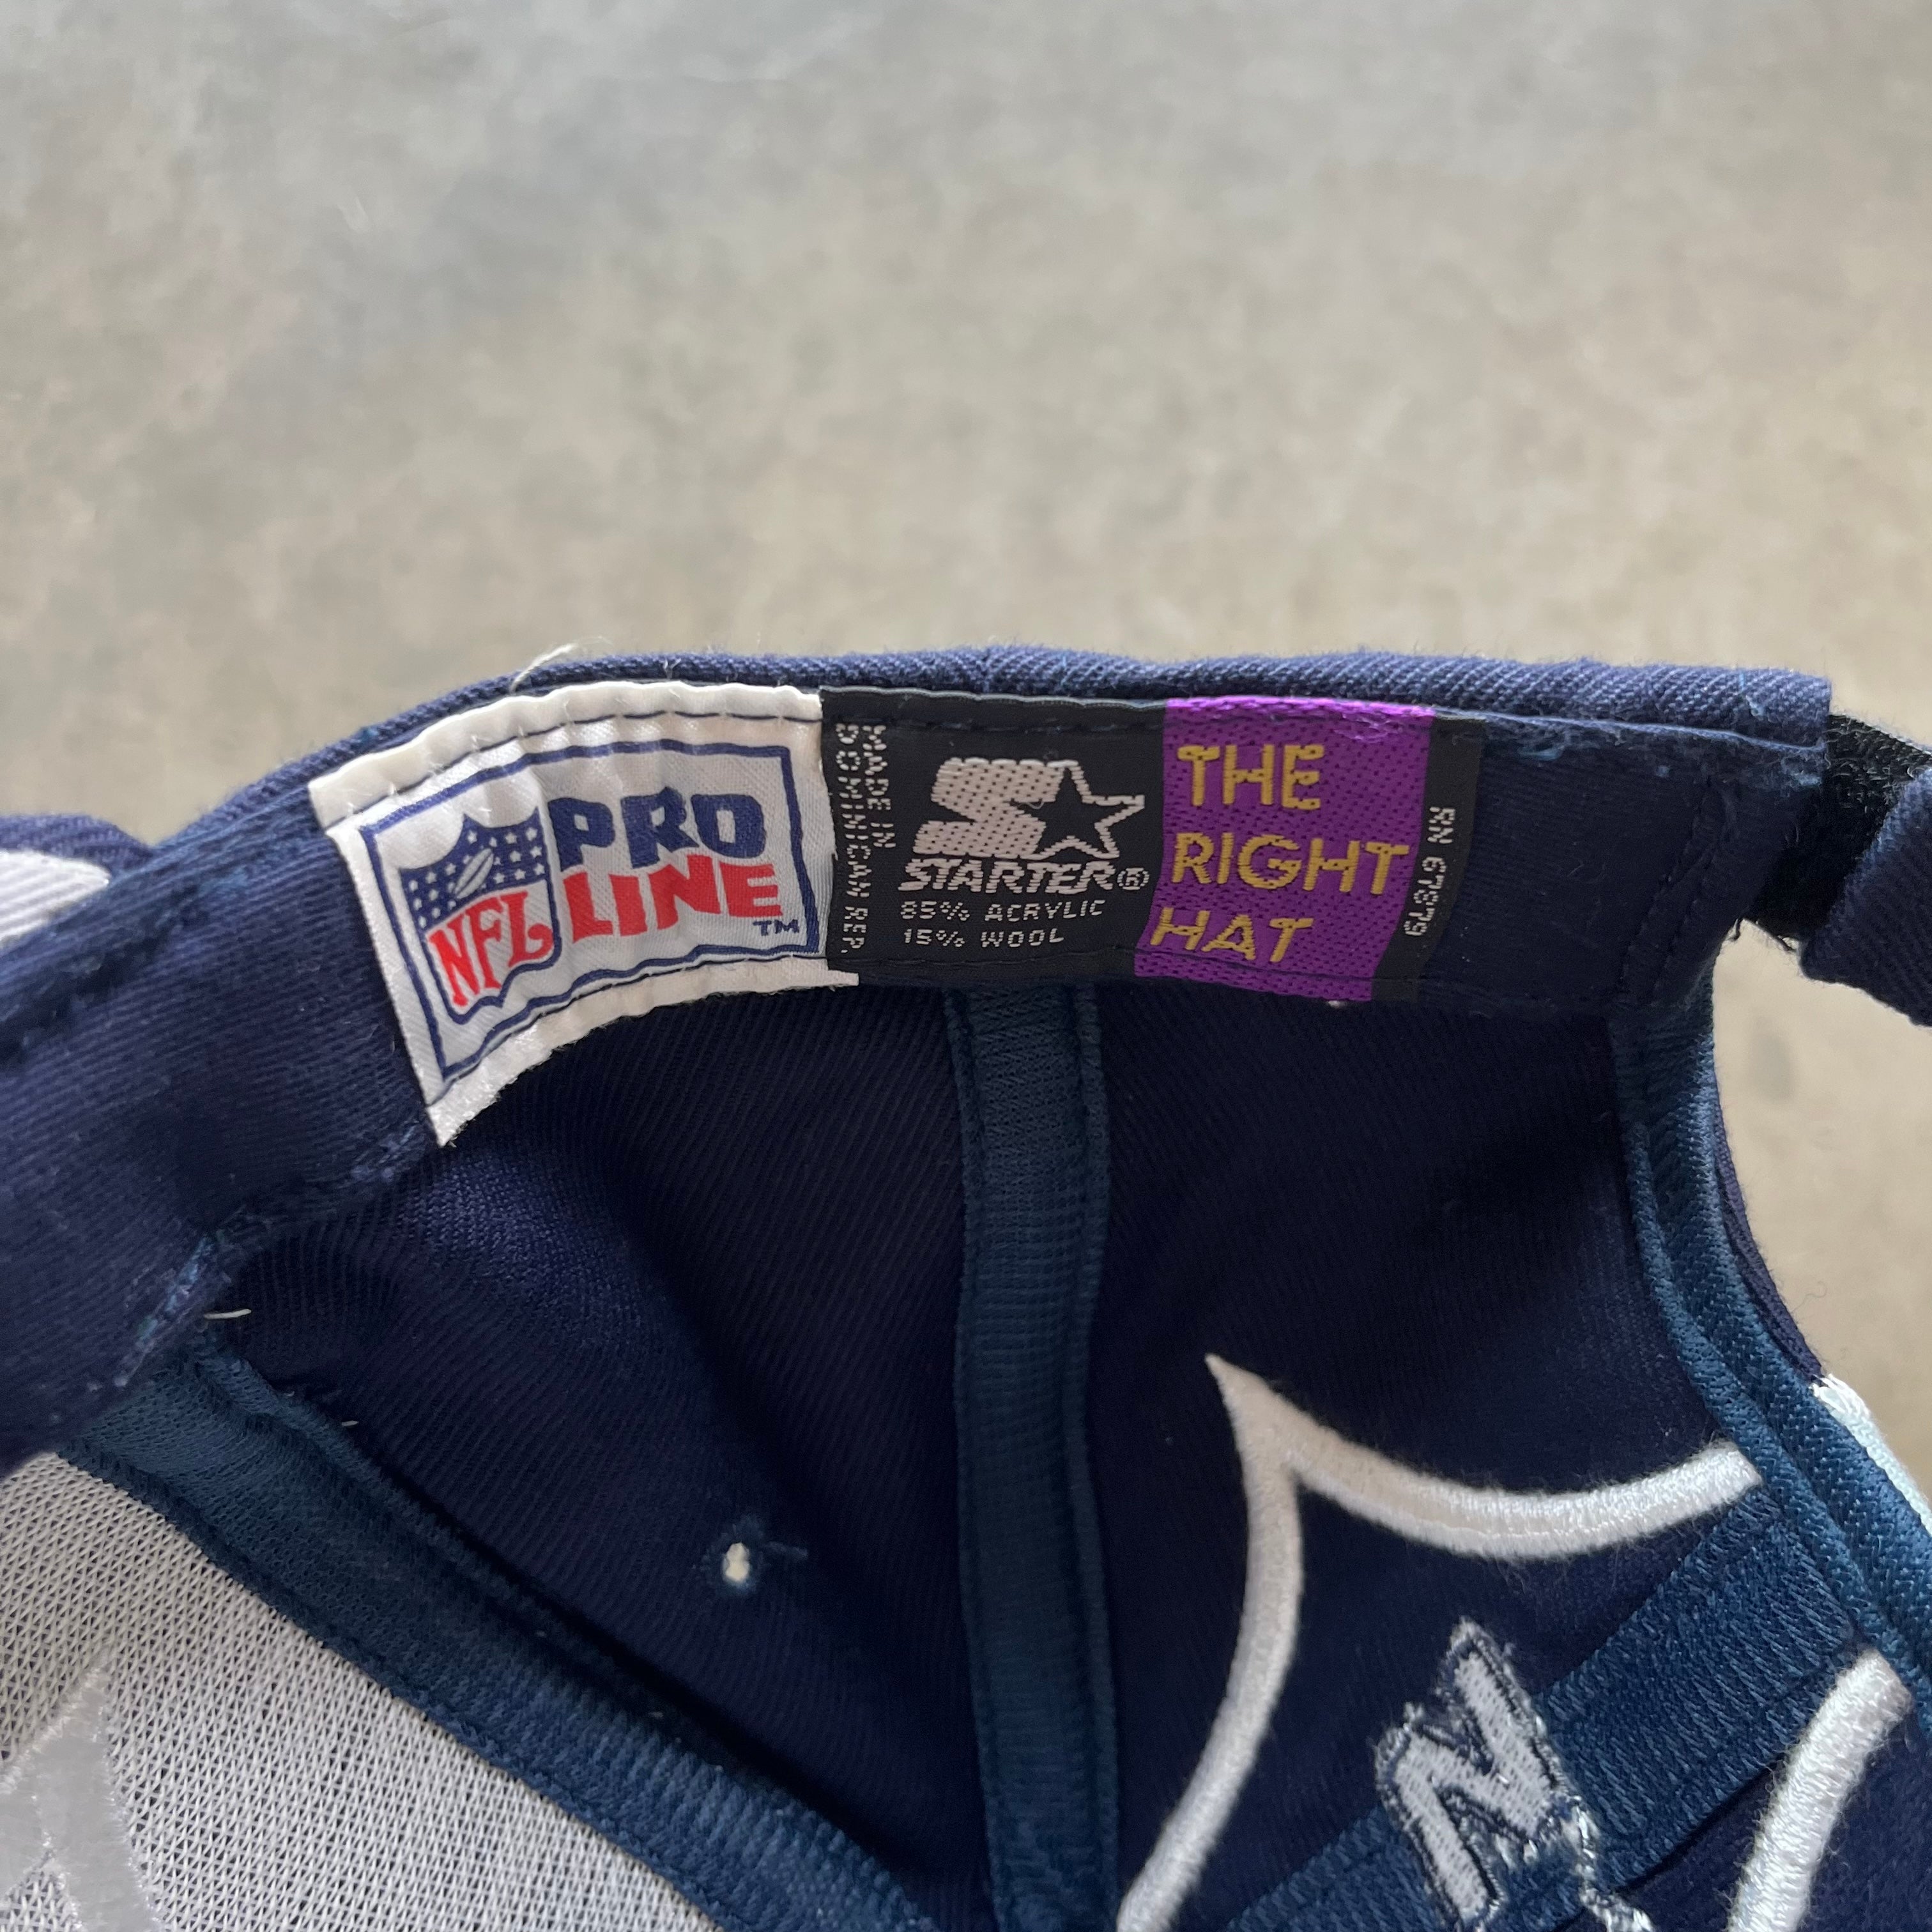 NFL
PRO
LINE
TM
MADE IN
DOMINICAN REP.
STARTER®
85% ACRYLIC
15% WOOL
THE
RIGHT
HAT
RN 67879